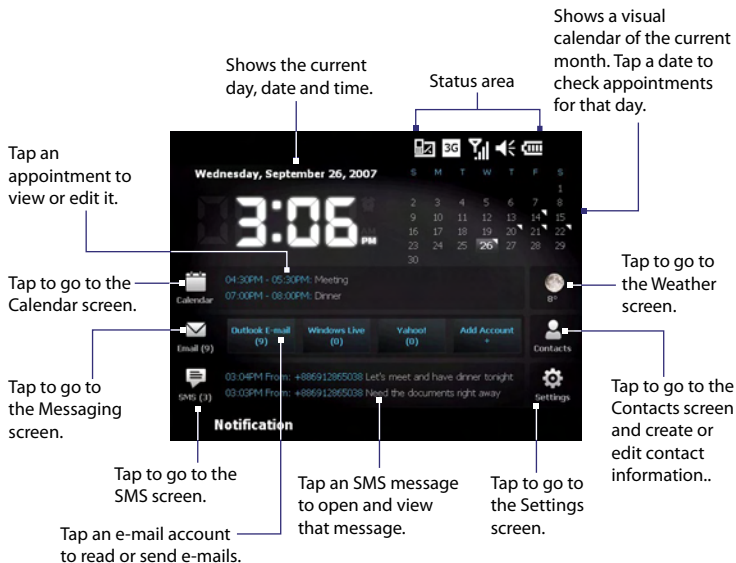 Shows a visual
calendar of the current
month. Tap a date to
check appointments
for that day.
Shows the current
day, date and time.
Status area
Tap an
appointment to
view or edit it.
3G
Wednesday, September 26, 2007
3:06
PM
S M T W T F S
1
2 3 4 5 6 7 8
9 10 11 12 13 14 15
16 17 18 19 20 21 22
23 24 25 26 27 28 29
30
Tap to go to the
Calendar screen.
Calendar
04:30PM - 05:30PM: Meeting
07:00PM - 08:00PM: Dinner
8°
Tap to go to
the Weather
screen.
Email (9)
Outlook E-mail
(9)
Windows Live
(0)
Yahoo!
(0)
Add Account
+
Contacts
Tap to go to
the Messaging
screen.
SMS (3)
03:04PM From: +886912865038 Let's meet and have dinner tonight
03:03PM From: +886912865038 Need the documents right away
Settings
Tap to go to the
Contacts screen
and create or
edit contact
information..
Notification
Tap to go to the
SMS screen.
Tap an SMS message
to open and view
that message.
Tap to go to
the Settings
screen.
Tap an e-mail account
to read or send e-mails.